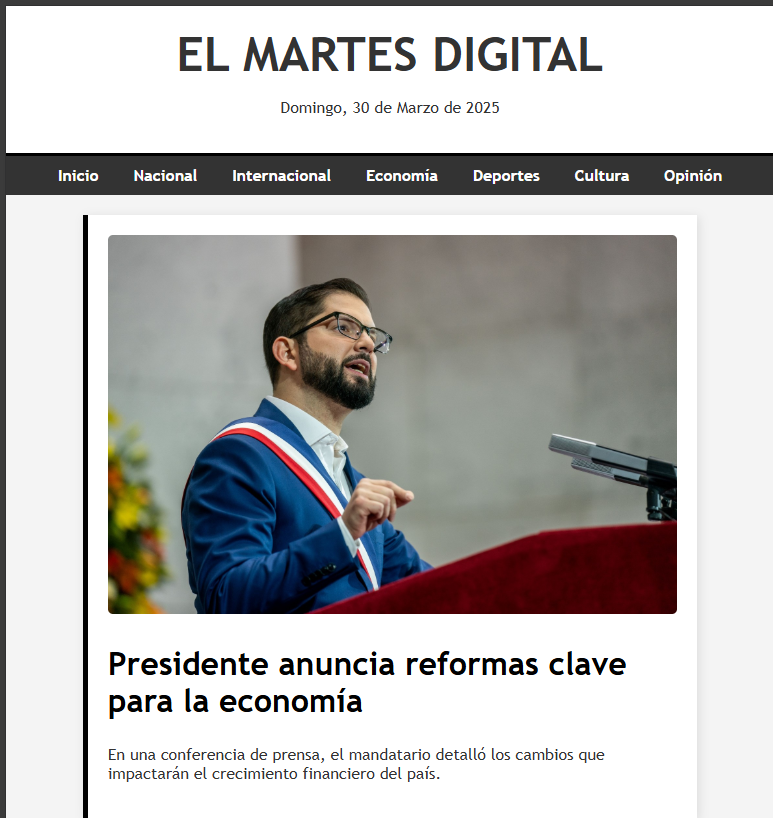 EL MARTES DIGITAL
Domingo, 30 de Marzo de 2025
Inicio Nacional Internacional Economía Deportes Cultura Opinión
Presidente anuncia reformas clave
para la economía
En una conferencia de prensa, el mandatario detalló los cambios que
impactarán el crecimiento financiero del país.